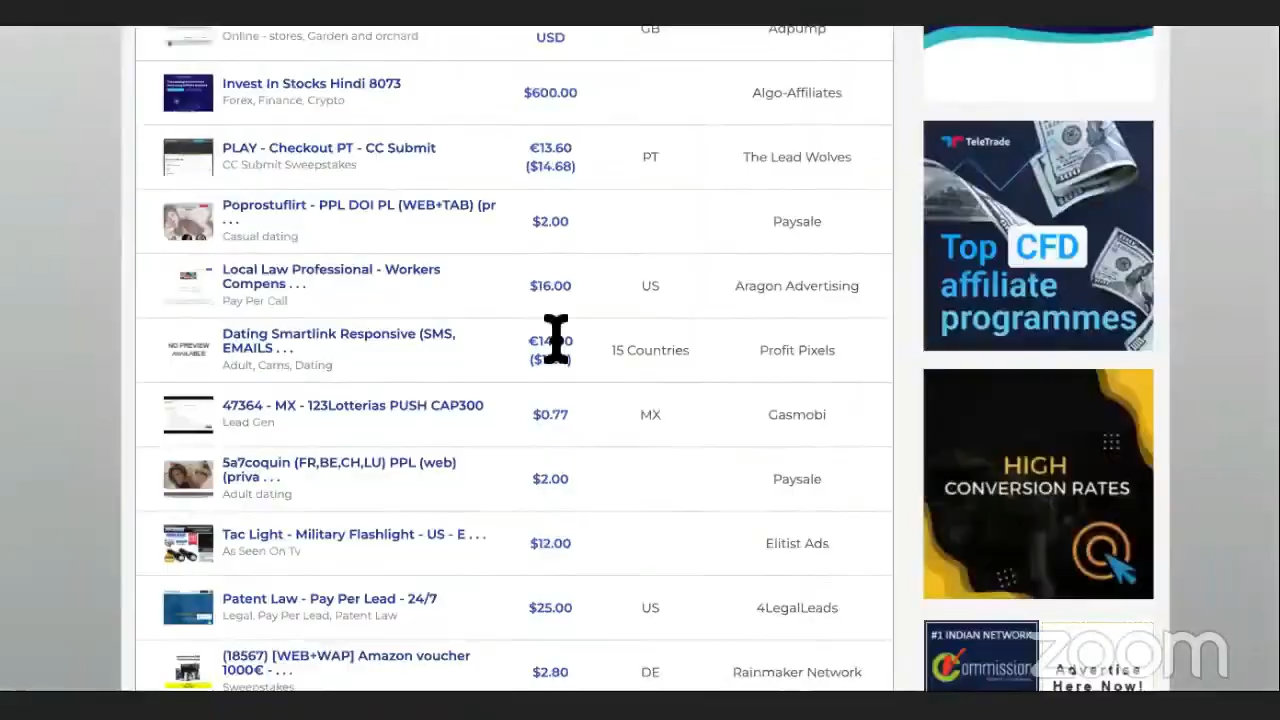 Online - stores, Garden and orchard
USD
GB
Adpump
Invest In Stocks Hindi 8073
Forex, Finance, Crypto
$600.00
Algo-Affiliates
PLAY - Checkout PT - CC Submit
CC Submit Sweepstakes
€13.60
($14.68)
PT
The Lead Wolves
Poprostuflirt - PPL DOI PL (WEB+TAB) (pr
. . .
Casual dating
$2.00
Paysale
Local Law Professional - Workers
Compens . . .
Pay Per Call
$16.00
US
Aragon Advertising
NO PREVIEW
AVAILABLE
Dating Smartlink Responsive (SMS,
EMAILS . . .
Adult, Cams, Dating
15 Countries
Profit Pixels
47364 - MX - 123Lotterias PUSH CAP300
Lead Gen
$0.77
MX
Gasmobi
5a7coquin (FR,BE,CH,LU) PPL (web)
(priva . . .
Adult dating
$2.00
Paysale
Tac Light - Military Flashlight - US - E . . .
As Seen On Tv
$12.00
Elitist Ads
Patent Law - Pay Per Lead - 24/7
Legal, Pay Per Lead, Patent Law
$25.00
US
4LegalLeads
(18567) [WEB+WAP] Amazon voucher
1000€ - . . .
Sweepstakes
$2.80
DE
Rainmaker Network
TeleTrade
Top CFD
affiliate
programmes
HIGH
CONVERSION RATES
#1 INDIAN NETWORK
Commission
Advertise
Here Now!
zoom